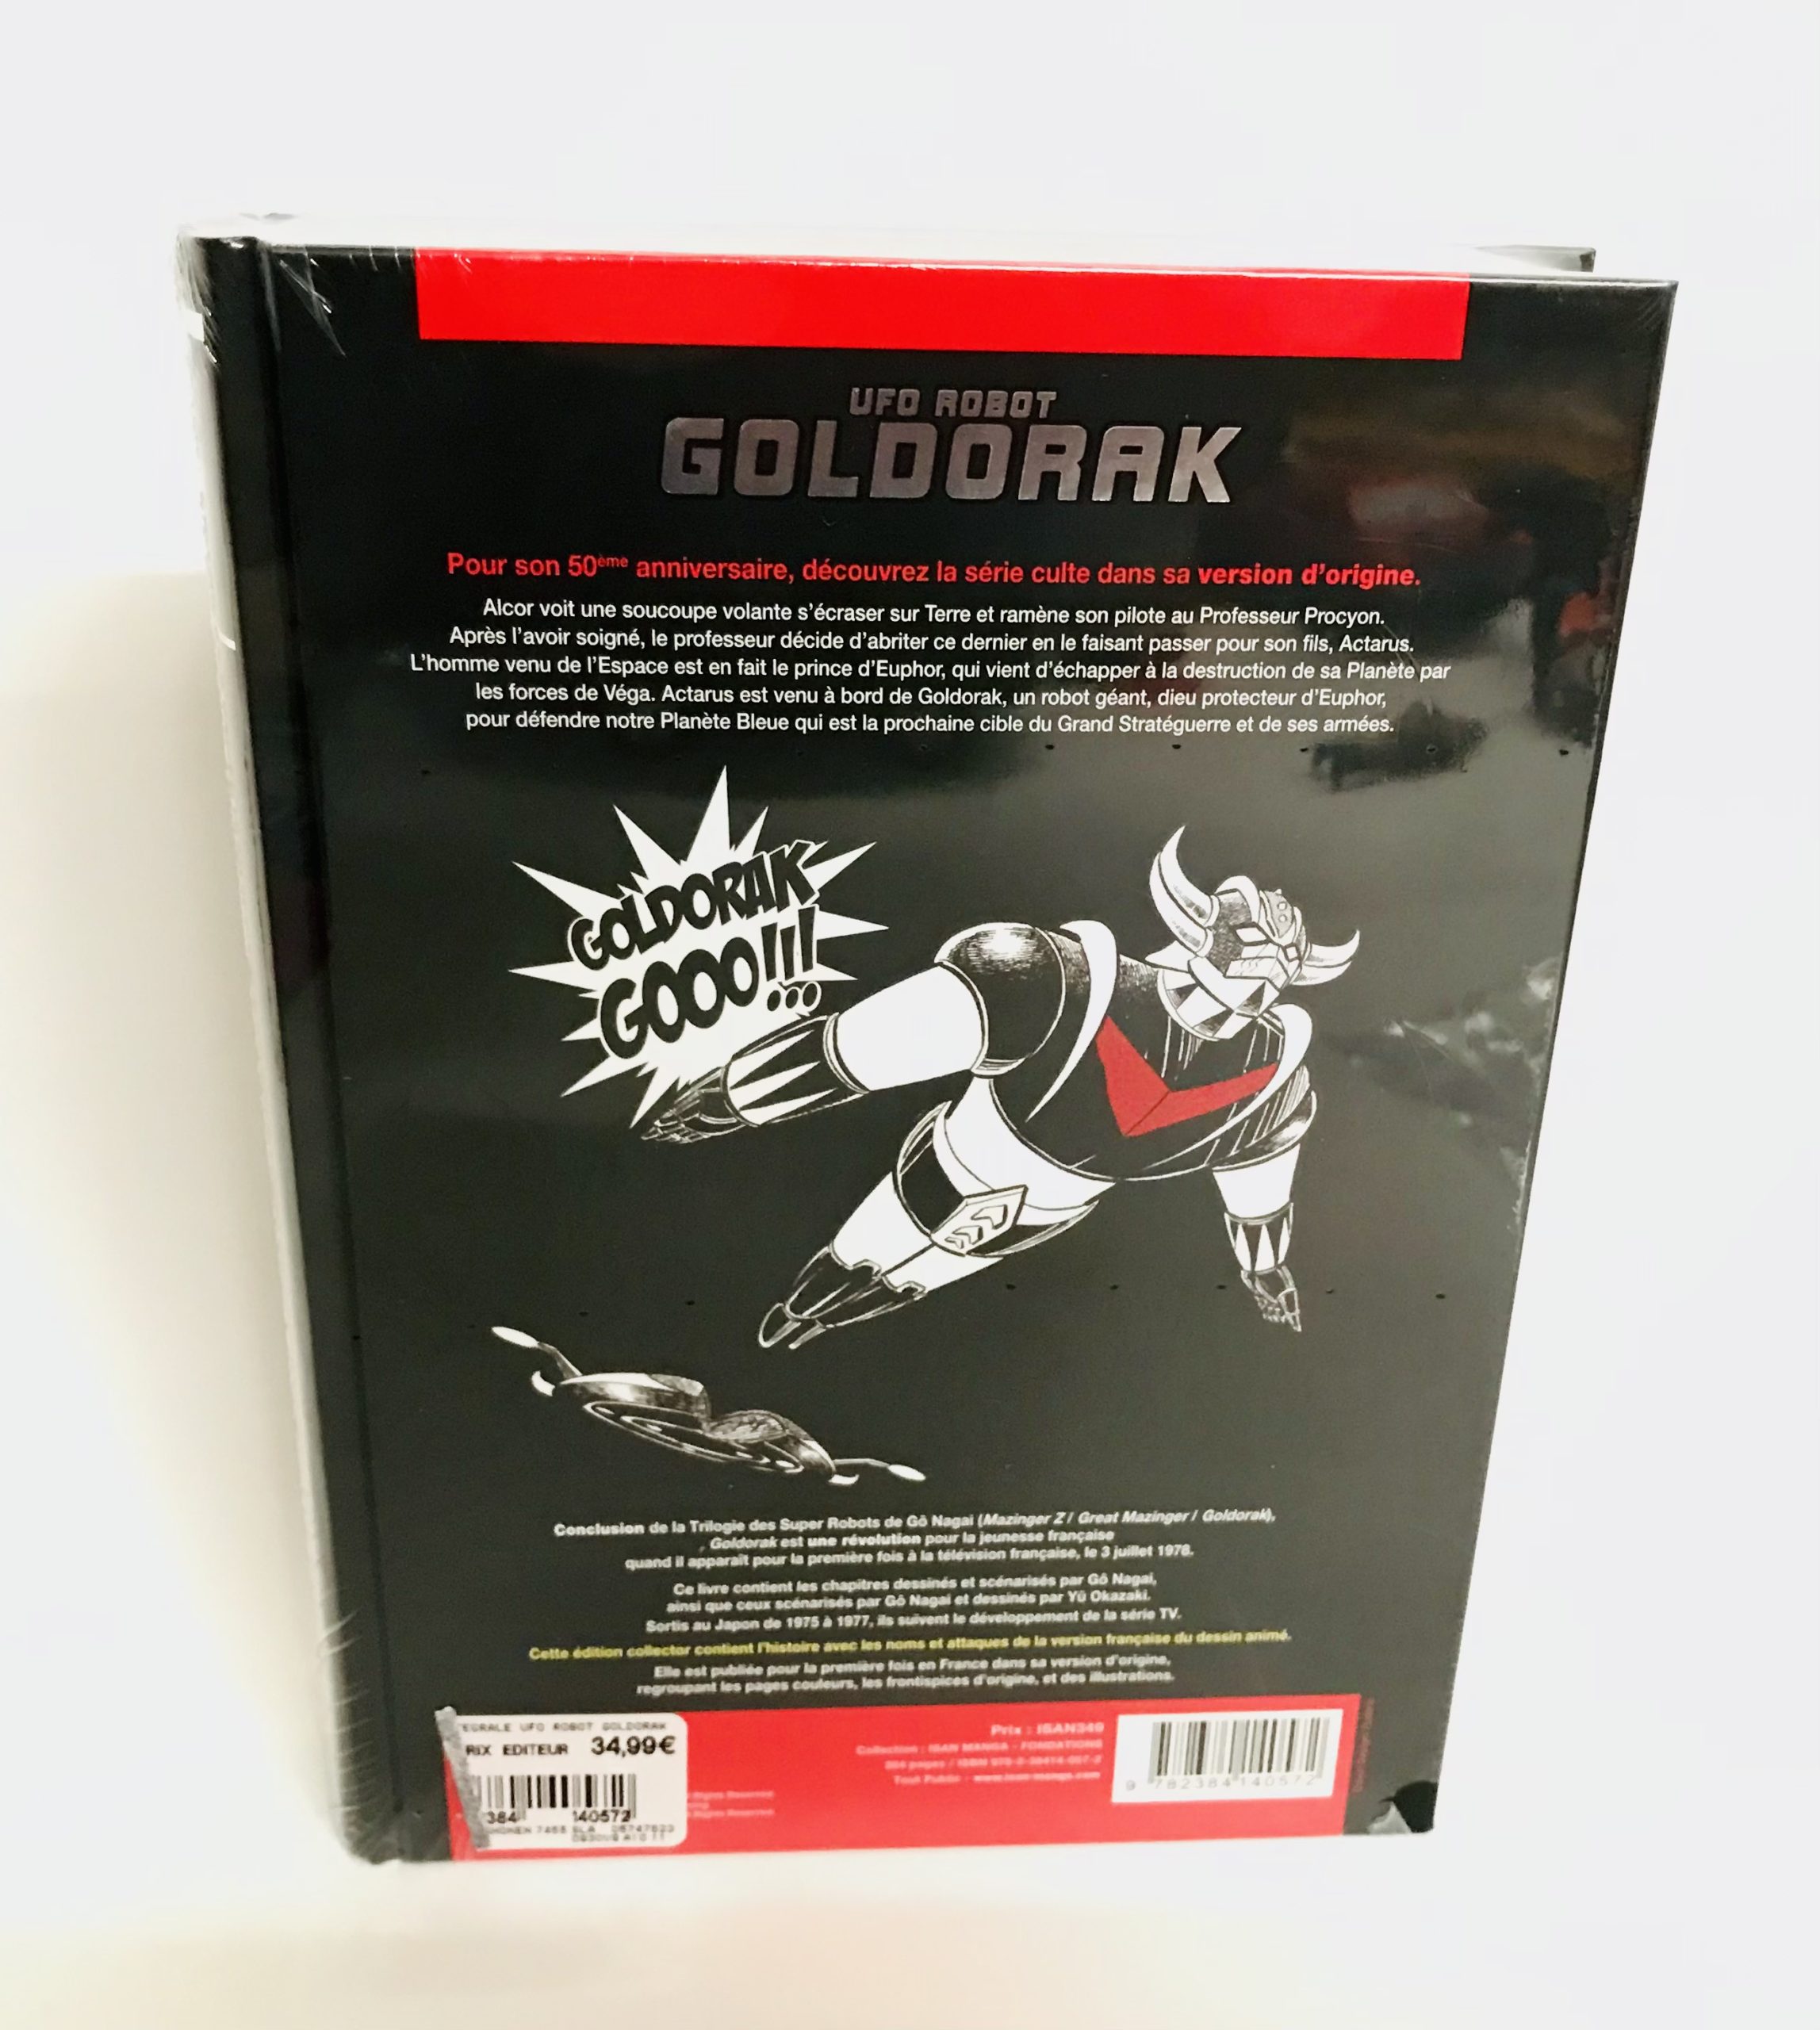 UFO ROBOT
GOLDORAK
Pour son 50ème anniversaire, découvrez la série culte dans sa version d'origine.
Alcor voit une soucoupe volante s'écraser sur Terre et ramène son pilote au Professeur Procyon.
Après l'avoir soigné, le professeur décide d'abriter ce dernier en le faisant passer pour son fils, Actarus.
L'homme venu de l'Espace est en fait le prince d'Euphor, qui vient d'échapper à la destruction de sa Planète par
les forces de Véga. Actarus est venu à bord de Goldorak, un robot géant, dieu protecteur d'Euphor,
pour défendre notre Planète Bleue qui est la prochaine cible du Grand Stratéguerre et de ses armées.
GOLDORAK
GOOO!!!
Conclusion de la Trilogie des Super Robots de Gô Nagai (Mazinger Z / Great Mazinger / Goldorak),
, Goldorak est une révolution pour la jeunesse française
quand il apparaît pour la première fois à la télévision française, le 3 juillet 1978.
Ce livre contient les chapitres dessinés et scénarisés par Gô Nagai,
ainsi que ceux scénarisés par Gô Nagai et dessinés par Yû Okazaki.
Sortis au Japon de 1975 à 1977, ils suivent le développement de la série TV.
Cette édition collector contient l'histoire avec les noms et attaques de la version française du dessin animé.
Elle est publiée pour la première fois en France dans sa version d'origine,
regroupant les pages couleurs, les frontispices d'origine, et des illustrations.
EGRALE UFO ROBOT GOLDORAK
RIX EDITEUR 34,99€
384 140572
Prix : ISAN349
Collection : ISAN MANGA - FONDATIONS
Tout Public - www.isan-manga.com
Rights Reserved
Rights Reserved
9 782384 140572